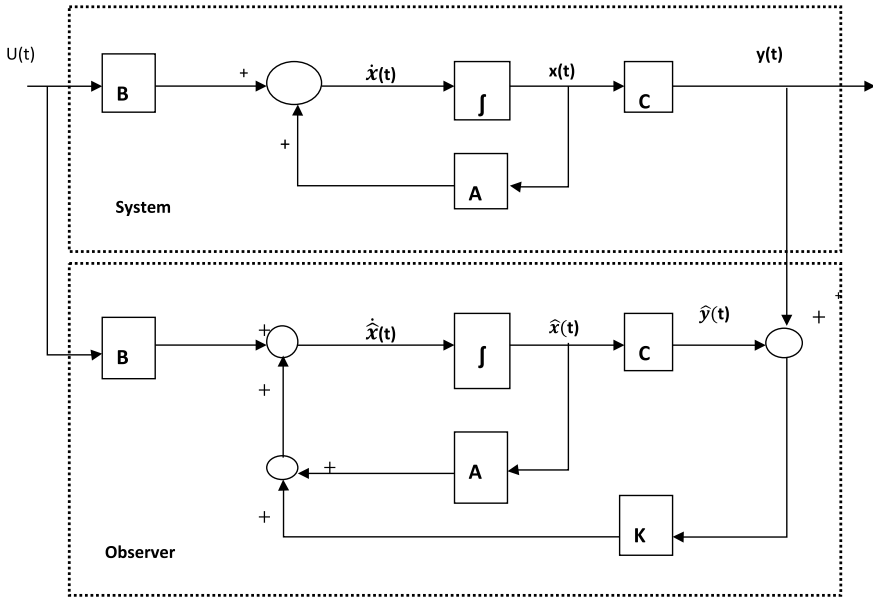 U(t)
y(t)
B
+
ẋ(t)
∫
x(t)
C
+
A
System
+
+
B
+
x̂̇(t)
∫
x̂(t)
C
ŷ(t)
+
A
+
+
K
Observer